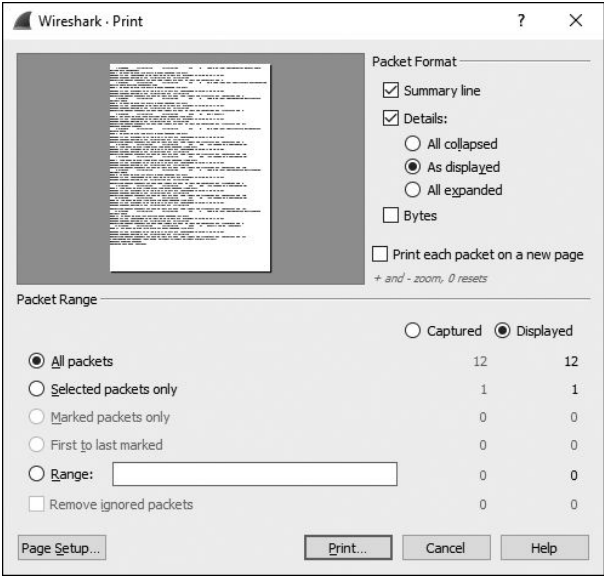 Wireshark · Print
? X
Packet Format
Summary line
Details:
All collapsed
As displayed
All expanded
Bytes
Print each packet on a new page
+ and - zoom, 0 resets
Packet Range
Captured Displayed
All packets 12 12
Selected packets only 1 1
Marked packets only 0 0
First to last marked 0 0
Range: 0 0
Remove ignored packets 0 0
Page Setup... Print... Cancel Help